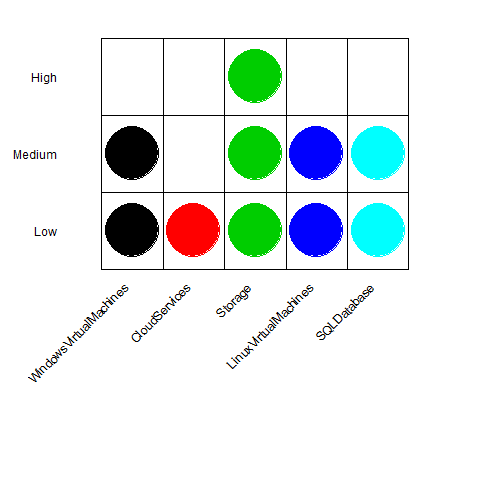 High
Medium
Low
WindowsVirtualMachines
CloudServices
Storage
LinuxVirtualMachines
SQLDatabase